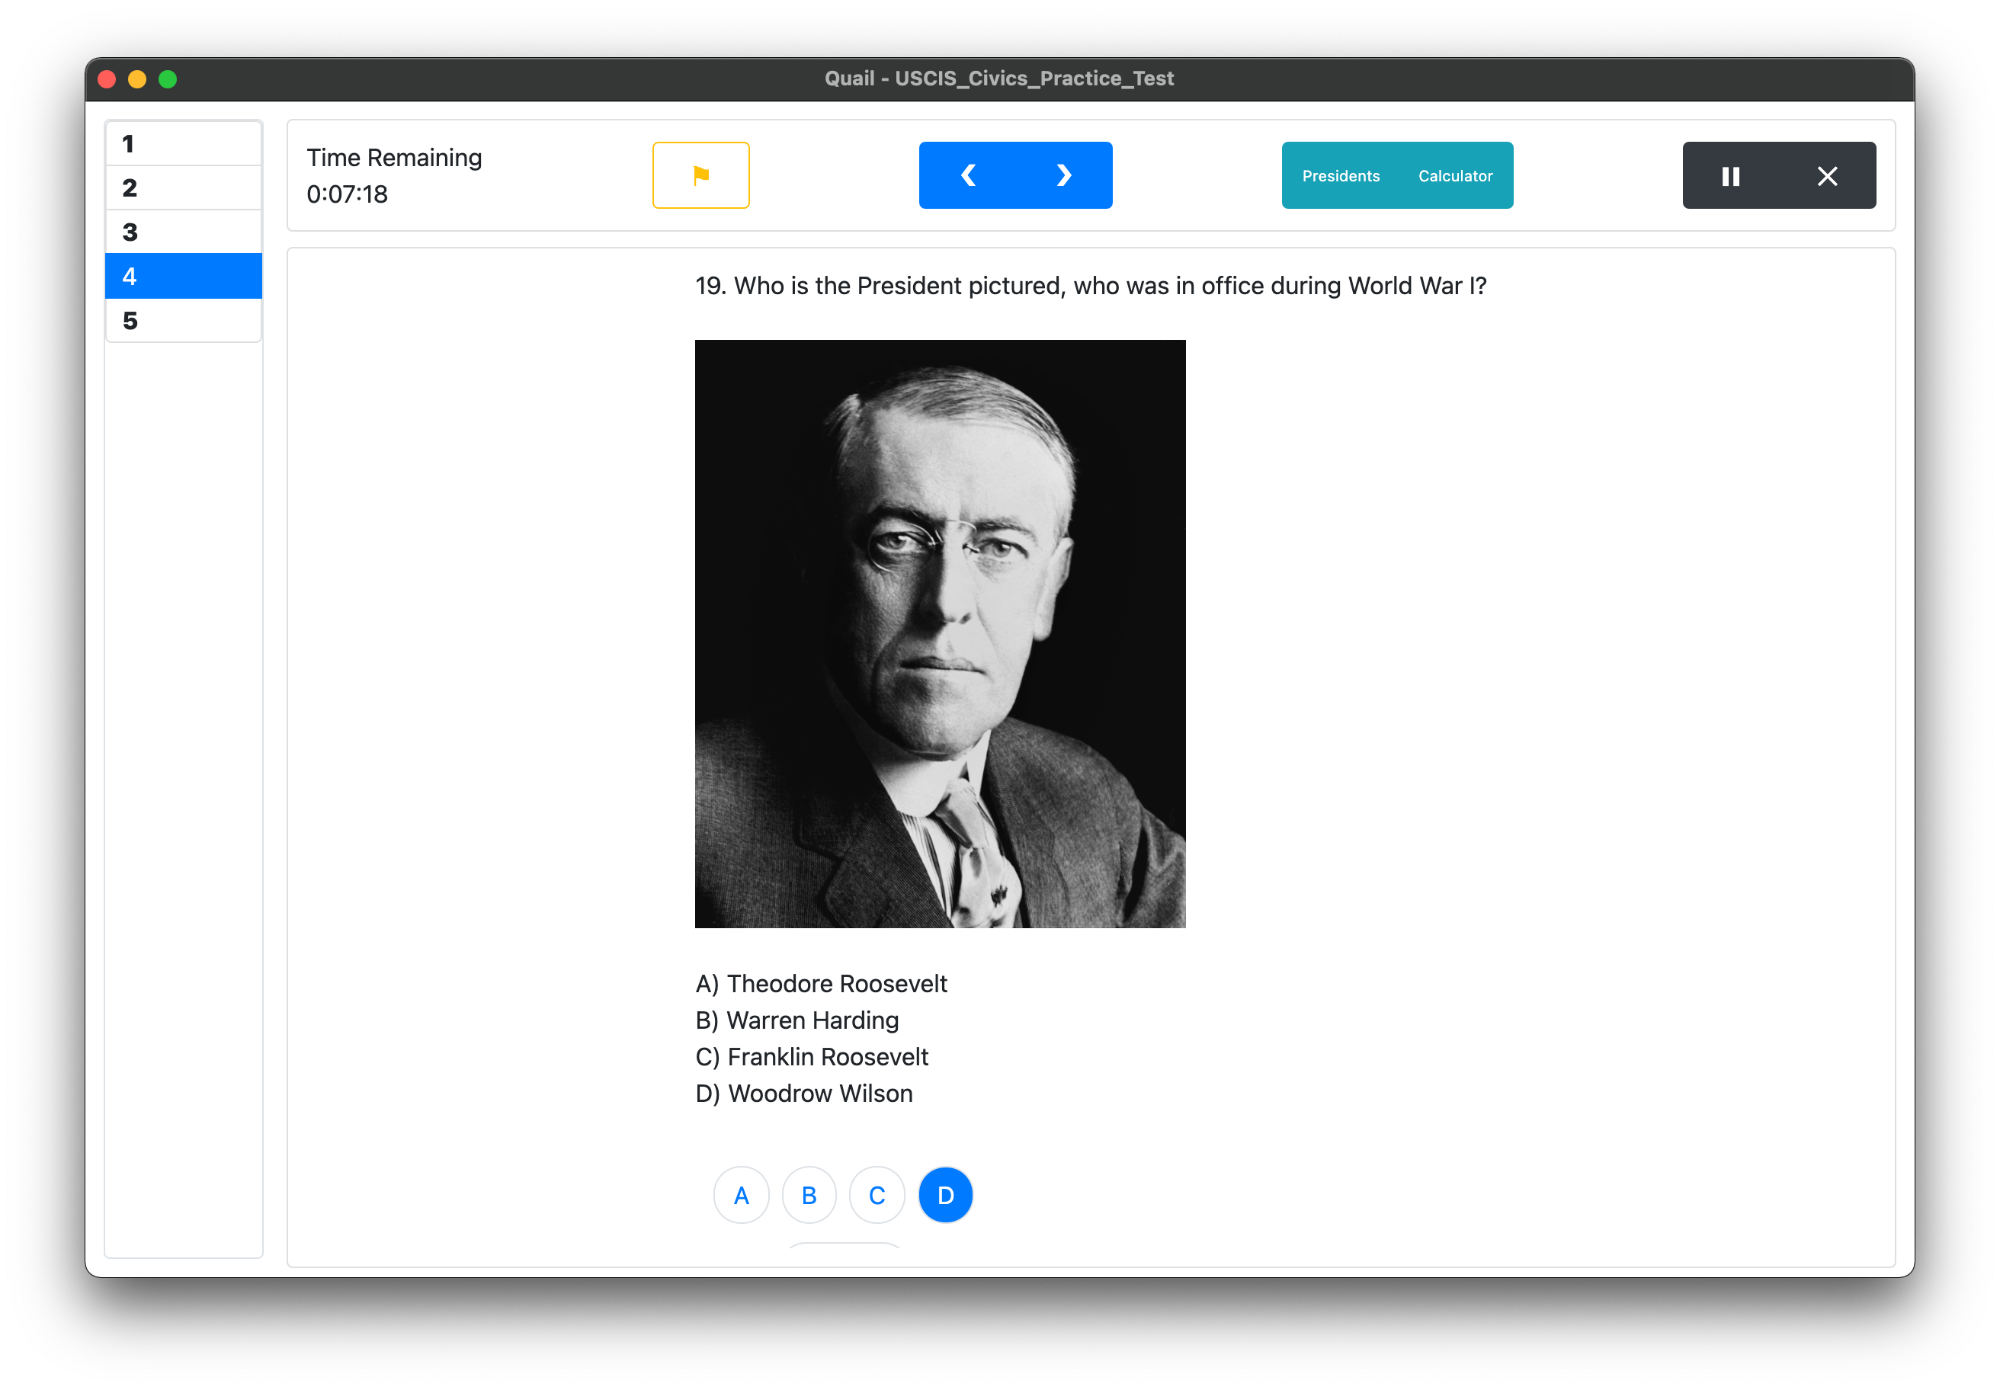 Quail - USCIS_Civics_Practice_Test
1
2
3
4
5
Time Remaining
0:07:18
Presidents Calculator
19. Who is the President pictured, who was in office during World War I?
A) Theodore Roosevelt
B) Warren Harding
C) Franklin Roosevelt
D) Woodrow Wilson
A B C D